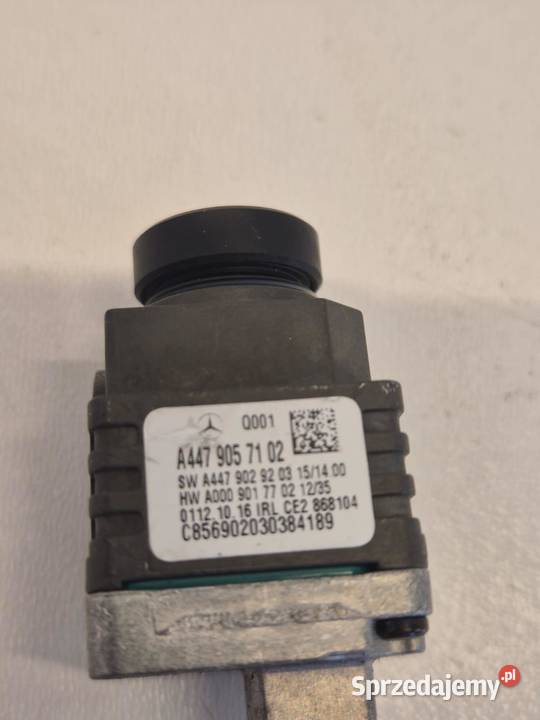 Q001
A447 905 71 02
SW A447 902 92 03 15/14 00
HW A000 901 77 02 12/35
0112.10.16 IRL CE2 868104
C856902030384189
Sprzedajemy.pl